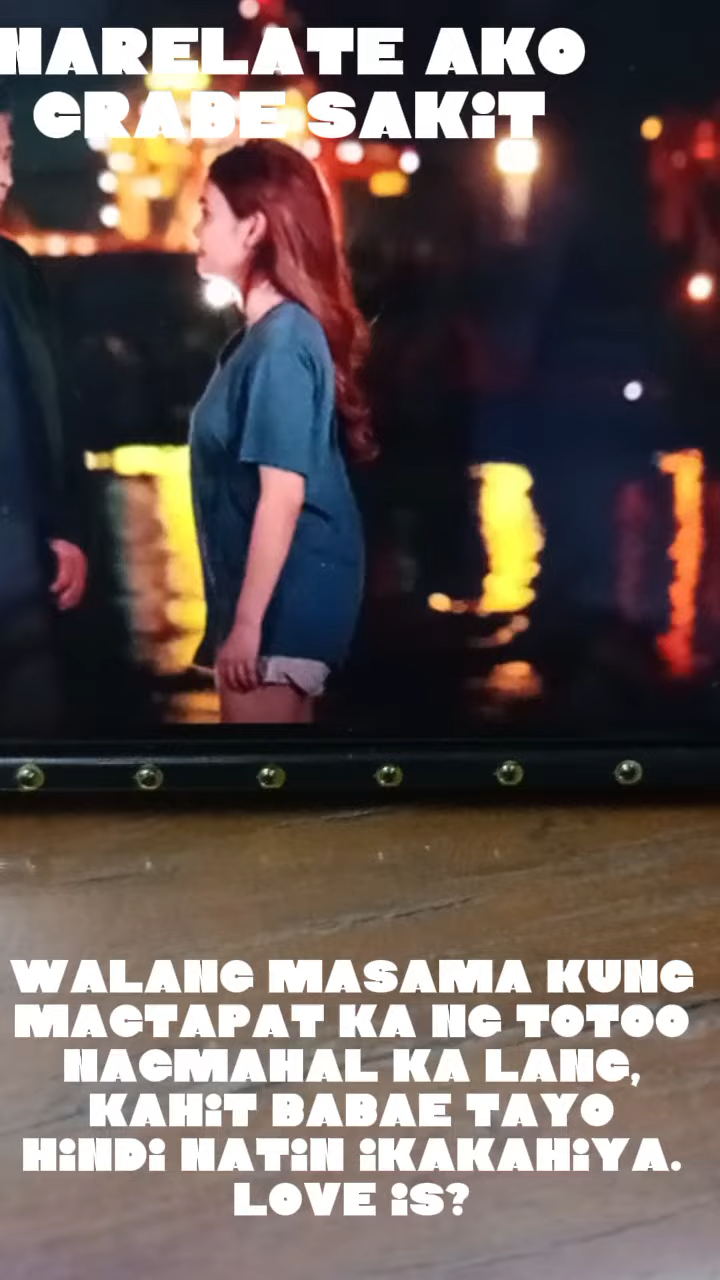 NARELATE AKO
GRABE SAKiT
WALANG MASAMA KUNG
MAGTAPAT KA NG TOTOO
NAGMAHAL KA LANG,
KAHiT BABAE TAYO
HiNDi NATiN iKAKAHiYA.
LOVE iS?